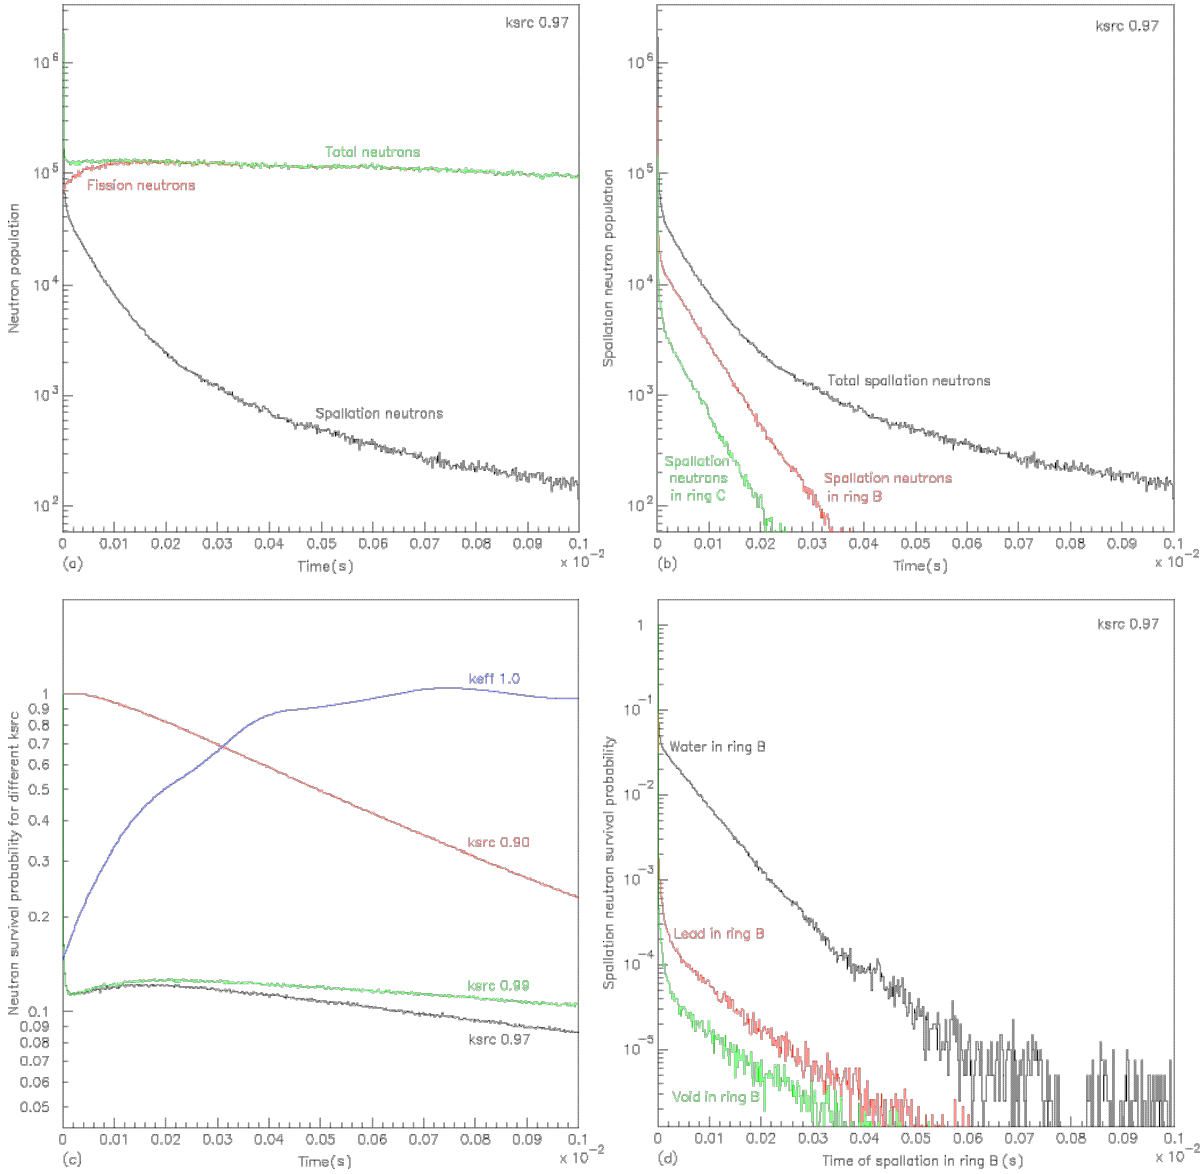 ksrc 0.97
10^6
10^5
10^4
10^3
10^2
Neutron population
Total neutrons
Fission neutrons
Spallation neutrons
0 0.01 0.02 0.03 0.04 0.05 0.06 0.07 0.08 0.09 0.1
x 10^-2
(a)
Time(s)
ksrc 0.97
10^6
10^5
10^4
10^3
10^2
Spallation neutron population
Total spallation neutrons
Spallation
neutrons
in ring C
Spallation neutrons
in ring B
0 0.01 0.02 0.03 0.04 0.05 0.06 0.07 0.08 0.09 0.1
x 10^-2
(b)
Time(s)
1
0.9
0.8
0.7
0.6
0.5
0.4
0.3
0.2
0.1
0.09
0.08
0.07
0.06
0.05
Neutron survival probability for different ksrc
keff 1.0
ksrc 0.90
ksrc 0.99
ksrc 0.97
0 0.01 0.02 0.03 0.04 0.05 0.06 0.07 0.08 0.09 0.1
x 10^-2
(c)
Time(s)
ksrc 0.97
1
10^-1
10^-2
10^-3
10^-4
10^-5
Spallation neutron survival probability
Water in ring B
Lead in ring B
Void in ring B
0 0.01 0.02 0.03 0.04 0.05 0.06 0.07 0.08 0.09 0.1
x 10^-2
(d)
Time of spallation in ring B (s)